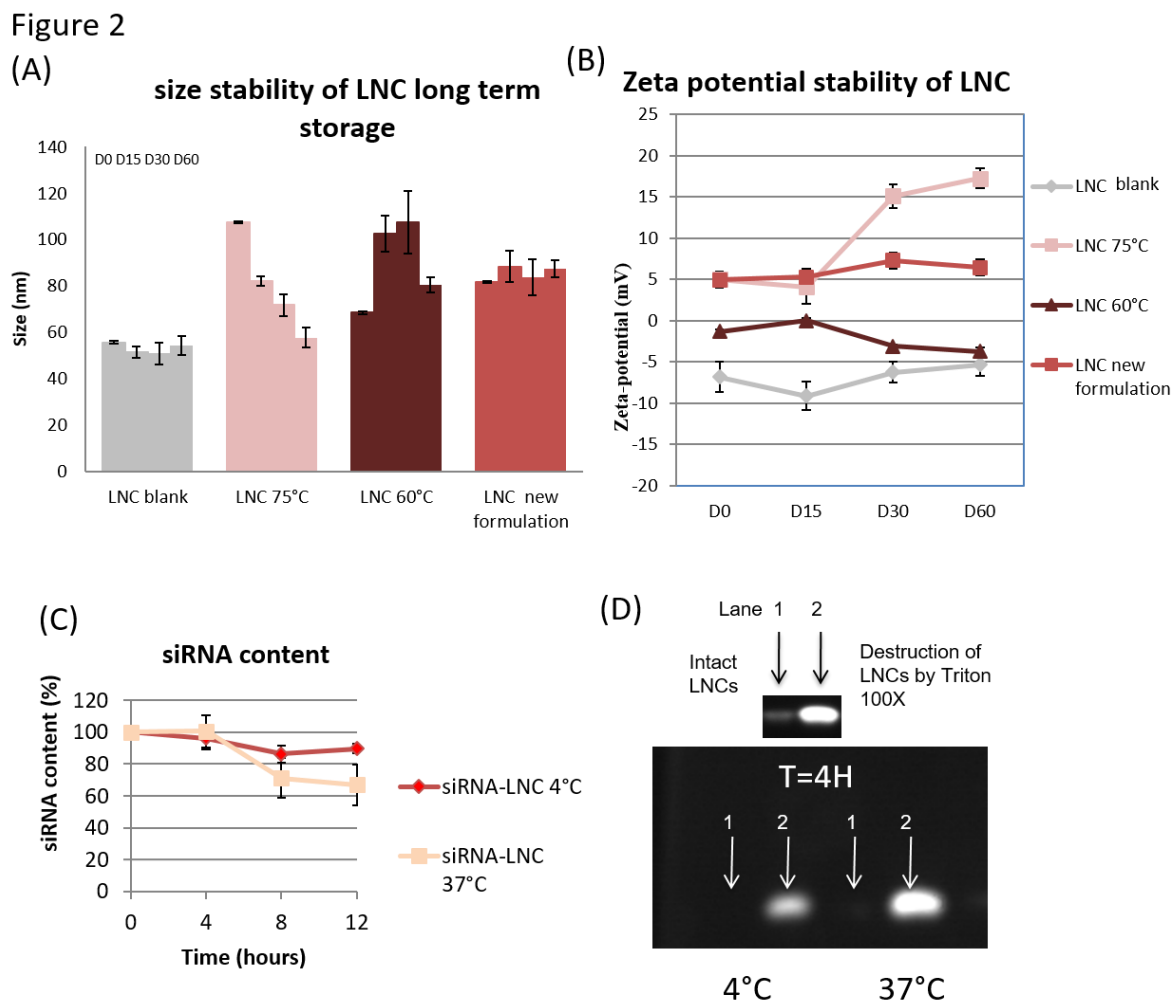 Figure 2
(A)
size stability of LNC long term
storage
140
120
100
80
60
40
20
0
Size (nm)
D0 D15 D30 D60
LNC blank
LNC 75°C
LNC 60°C
LNC new
formulation
(B)
Zeta potential stability of LNC
25
20
15
10
5
0
-5
-10
-15
-20
Zeta-potential (mV)
D0
D15
D30
D60
LNC blank
LNC 75°C
LNC 60°C
LNC new
formulation
(C)
siRNA content
120
100
80
60
40
20
0
siRNA content (%)
0
4
8
12
Time (hours)
siRNA-LNC 4°C
siRNA-LNC
37°C
(D)
Lane 1 2
Intact
LNCs
Destruction of
LNCs by Triton
100X
T=4H
1 2 1 2
4°C 37°C